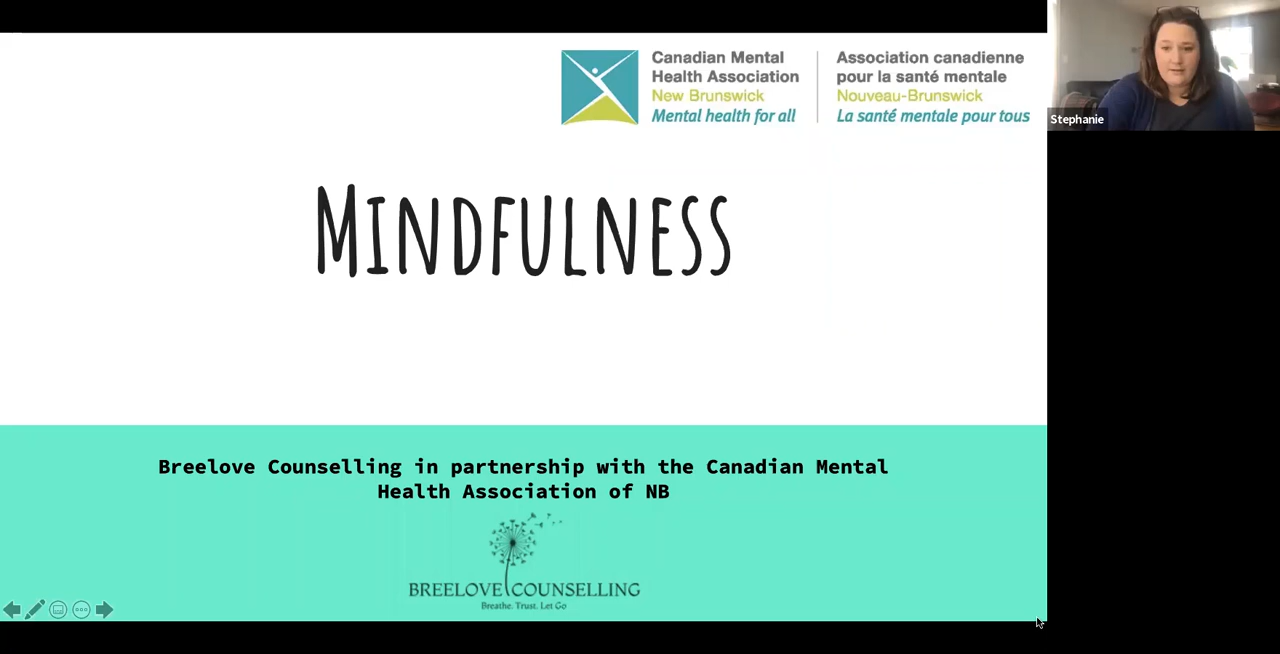 Canadian Mental
Health Association
New Brunswick
Mental health for all
Association canadienne
pour la santé mentale
Nouveau-Brunswick
La santé mentale pour tous
Stephanie
MINDFULNESS
Breelove Counselling in partnership with the Canadian Mental
Health Association of NB
BREELOVE COUNSELLING
Breathe. Trust. Let Go